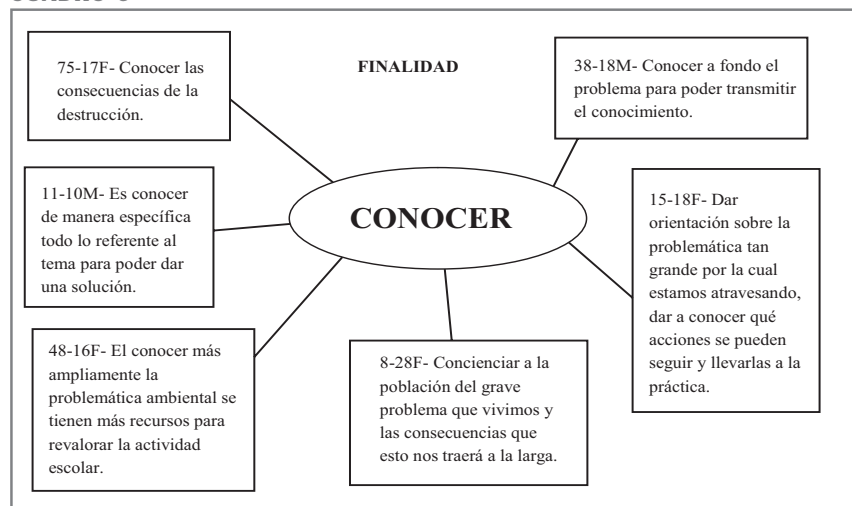 75-17F- Conocer las
consecuencias de la
destrucción.
FINALIDAD
38-18M- Conocer a fondo el
problema para poder transmitir
el conocimiento.
11-10M- Es conocer
de manera específica
todo lo referente al
tema para poder dar
una solución.
CONOCER
15-18F- Dar
orientación sobre la
problemática tan
grande por la cual
estamos atravesando,
dar a conocer qué
acciones se pueden
seguir y llevarlas a la
práctica.
48-16F- El conocer más
ampliamente la
problemática ambiental se
tienen más recursos para
revalorar la actividad
escolar.
8-28F- Concienciar a la
población del grave
problema que vivimos y
las consecuencias que
esto nos traerá a la larga.